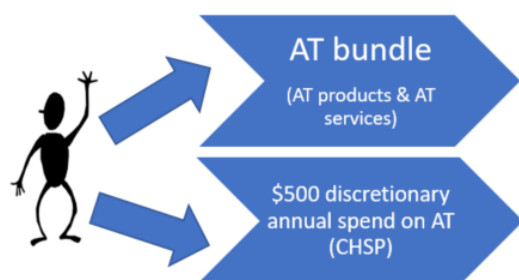 AT bundle
(AT products & AT
services)
$500 discretionary
annual spend on AT
(CHSP)